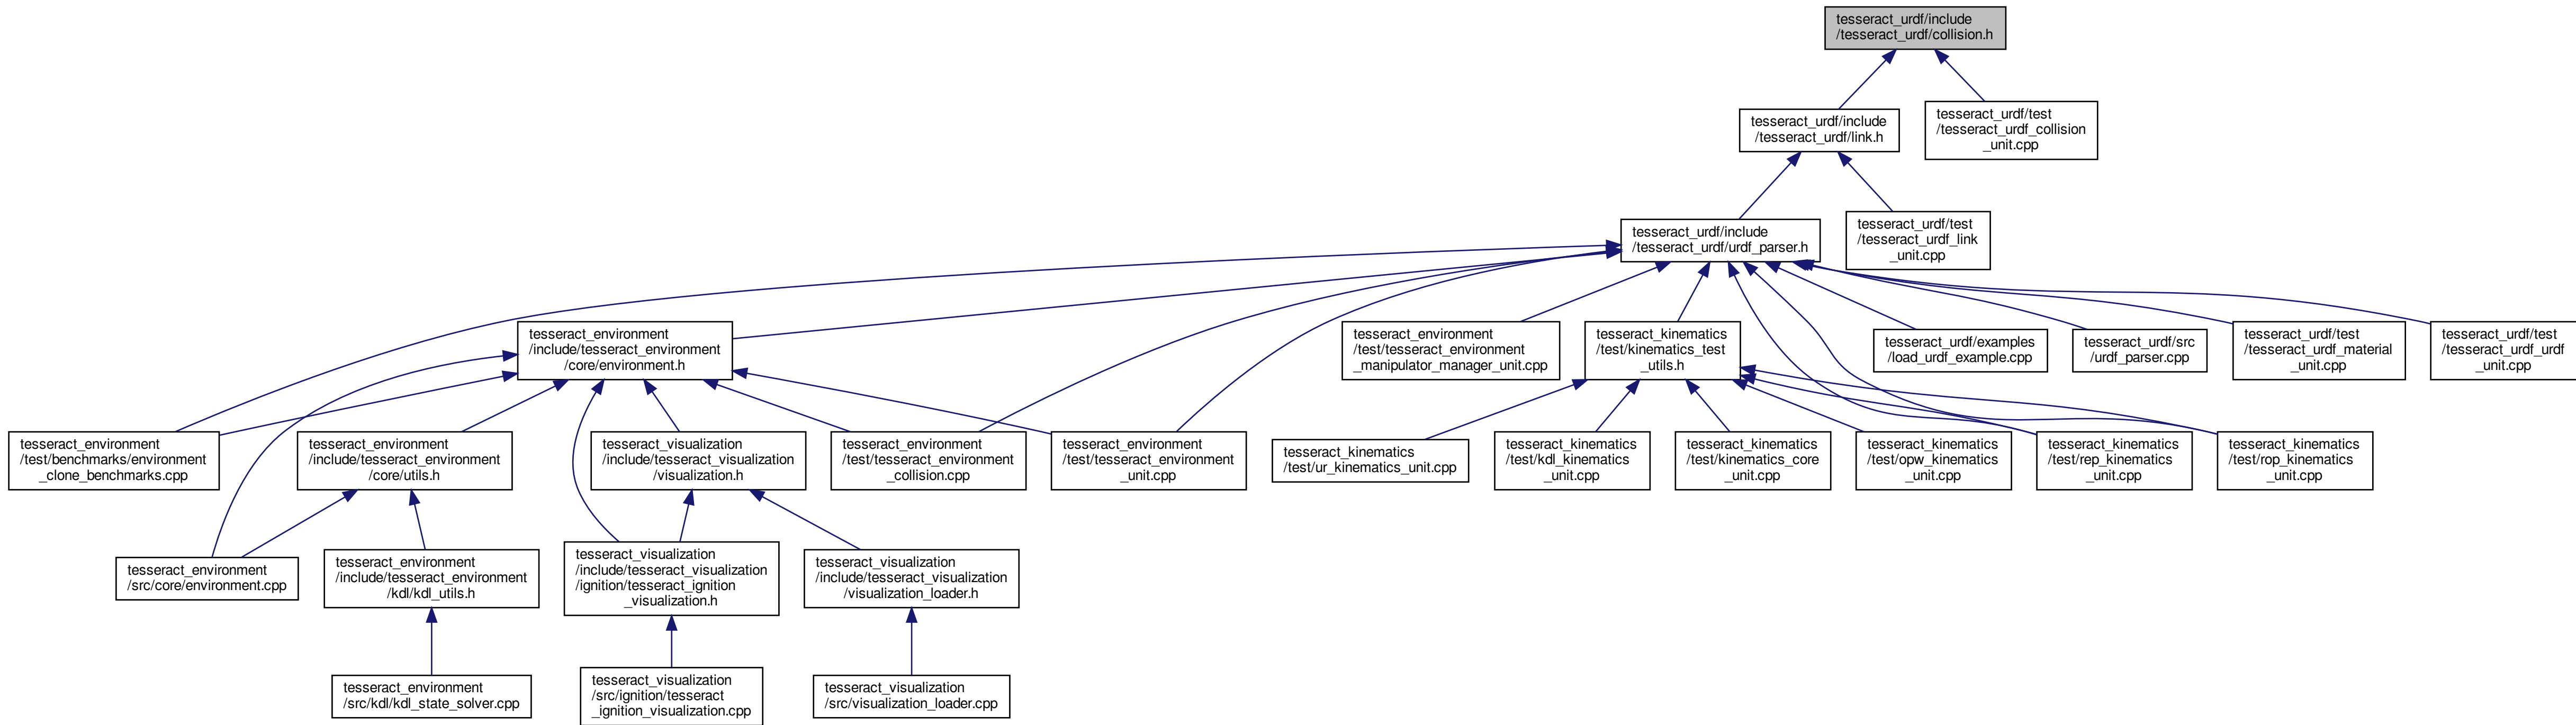 tesseract_urdf/include
/tesseract_urdf/collision.h
tesseract_urdf/include
/tesseract_urdf/link.h
tesseract_urdf/test
/tesseract_urdf_collision
_unit.cpp
tesseract_urdf/include
/tesseract_urdf/urdf_parser.h
tesseract_urdf/test
/tesseract_urdf_link
_unit.cpp
tesseract_environment
/include/tesseract_environment
/core/environment.h
tesseract_environment
/test/tesseract_environment
_manipulator_manager_unit.cpp
tesseract_kinematics
/test/kinematics_test
_utils.h
tesseract_urdf/examples
/load_urdf_example.cpp
tesseract_urdf/src
/urdf_parser.cpp
tesseract_urdf/test
/tesseract_urdf_material
_unit.cpp
tesseract_urdf/test
/tesseract_urdf_urdf
_unit.cpp
tesseract_environment
/test/benchmarks/environment
_clone_benchmarks.cpp
tesseract_environment
/include/tesseract_environment
/core/utils.h
tesseract_visualization
/include/tesseract_visualization
/visualization.h
tesseract_environment
/test/tesseract_environment
_collision.cpp
tesseract_environment
/test/tesseract_environment
_unit.cpp
tesseract_kinematics
/test/ur_kinematics_unit.cpp
tesseract_kinematics
/test/kdl_kinematics
_unit.cpp
tesseract_kinematics
/test/kinematics_core
_unit.cpp
tesseract_kinematics
/test/opw_kinematics
_unit.cpp
tesseract_kinematics
/test/rep_kinematics
_unit.cpp
tesseract_kinematics
/test/rop_kinematics
_unit.cpp
tesseract_environment
/src/core/environment.cpp
tesseract_environment
/include/tesseract_environment
/kdl/kdl_utils.h
tesseract_visualization
/include/tesseract_visualization
/ignition/tesseract_ignition
_visualization.h
tesseract_visualization
/include/tesseract_visualization
/visualization_loader.h
tesseract_environment
/src/kdl/kdl_state_solver.cpp
tesseract_visualization
/src/ignition/tesseract
_ignition_visualization.cpp
tesseract_visualization
/src/visualization_loader.cpp